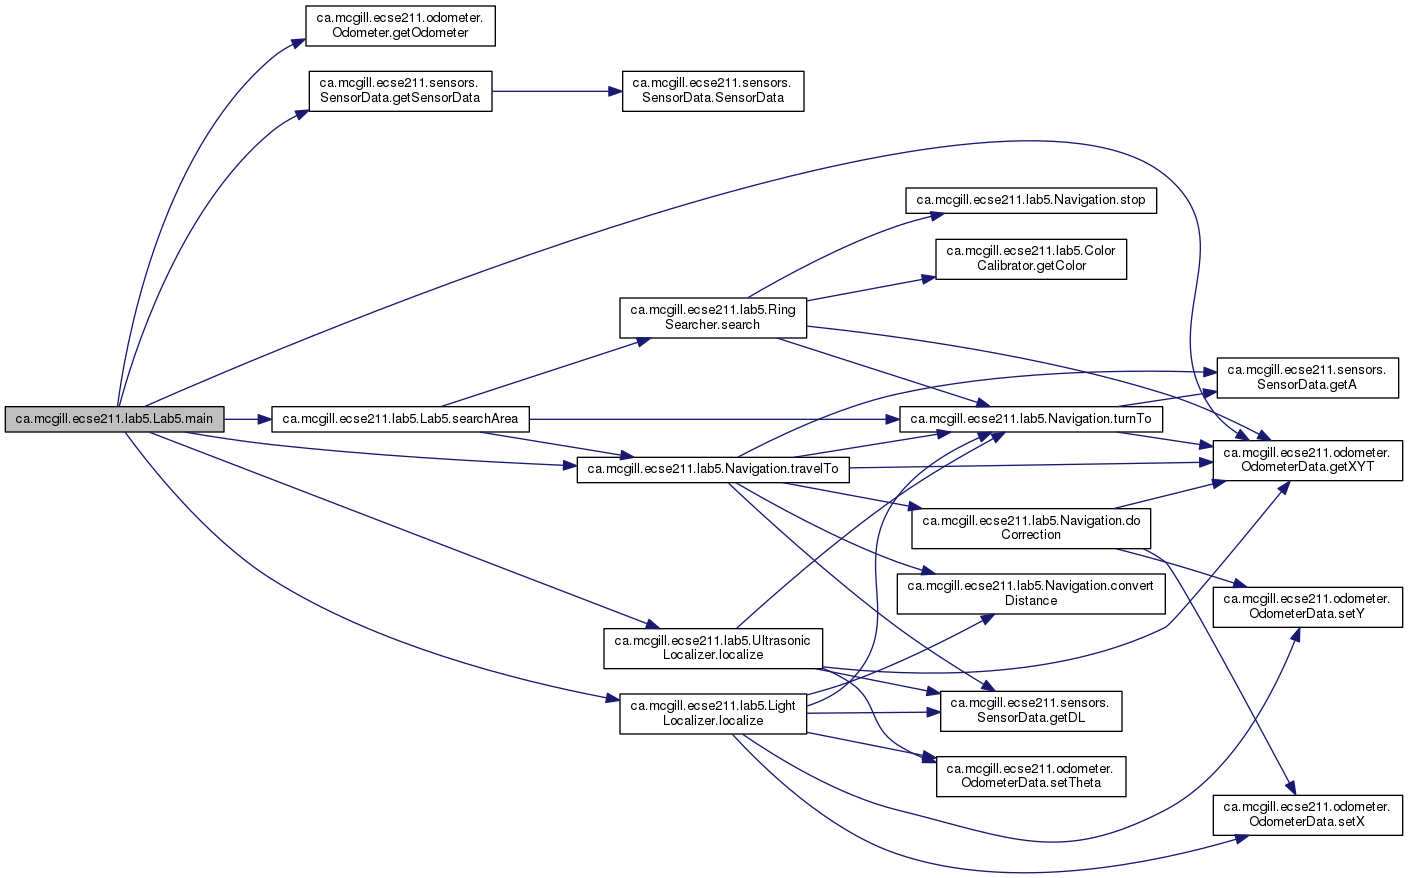 ca.mcgill.ecse211.odometer.
Odometer.getOdometer
ca.mcgill.ecse211.sensors.
SensorData.getSensorData
ca.mcgill.ecse211.sensors.
SensorData.SensorData
ca.mcgill.ecse211.lab5.Navigation.stop
ca.mcgill.ecse211.lab5.Color
Calibrator.getColor
ca.mcgill.ecse211.lab5.Ring
Searcher.search
ca.mcgill.ecse211.sensors.
SensorData.getA
ca.mcgill.ecse211.lab5.Lab5.main
ca.mcgill.ecse211.lab5.Lab5.searchArea
ca.mcgill.ecse211.lab5.Navigation.turnTo
ca.mcgill.ecse211.odometer.
OdometerData.getXYT
ca.mcgill.ecse211.lab5.Navigation.travelTo
ca.mcgill.ecse211.lab5.Navigation.do
Correction
ca.mcgill.ecse211.lab5.Navigation.convert
Distance
ca.mcgill.ecse211.odometer.
OdometerData.setY
ca.mcgill.ecse211.lab5.Ultrasonic
Localizer.localize
ca.mcgill.ecse211.lab5.Light
Localizer.localize
ca.mcgill.ecse211.sensors.
SensorData.getDL
ca.mcgill.ecse211.odometer.
OdometerData.setTheta
ca.mcgill.ecse211.odometer.
OdometerData.setX